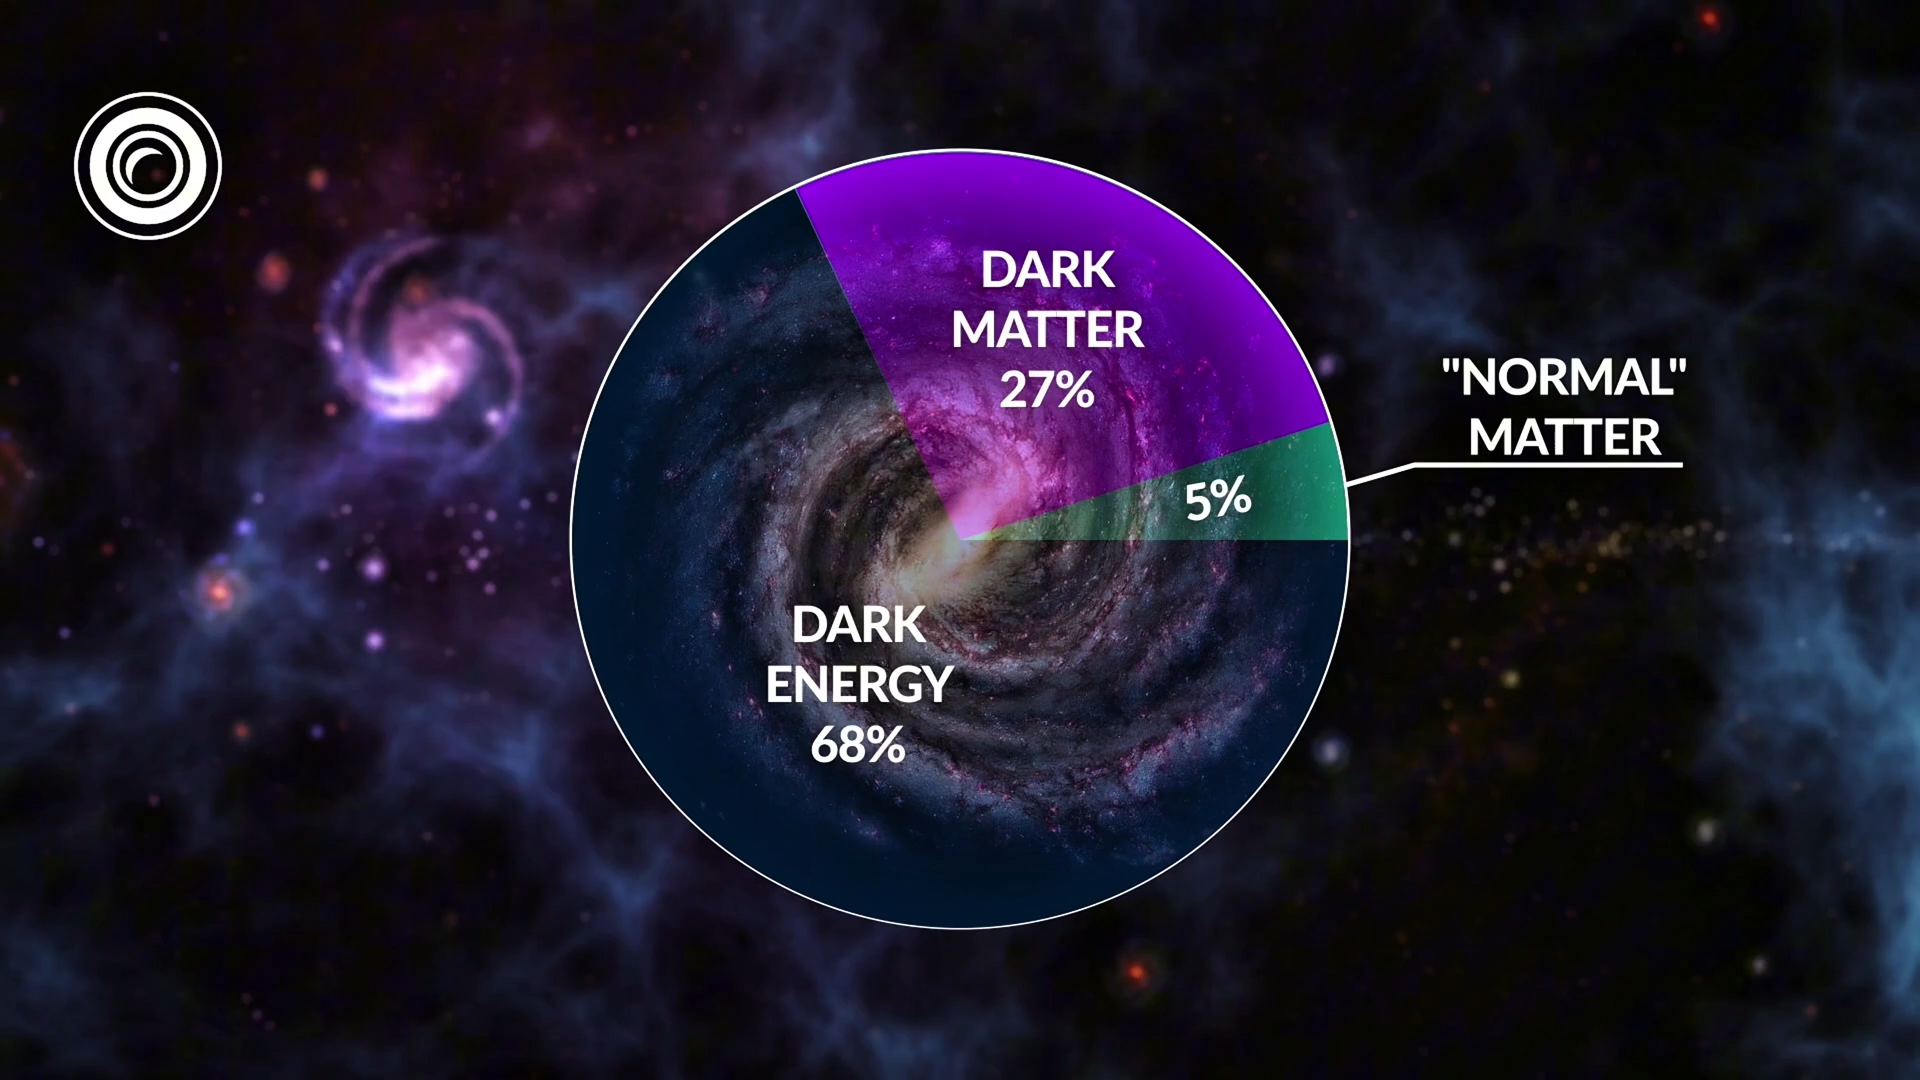 DARK
MATTER
27%
"NORMAL"
MATTER
5%
DARK
ENERGY
68%